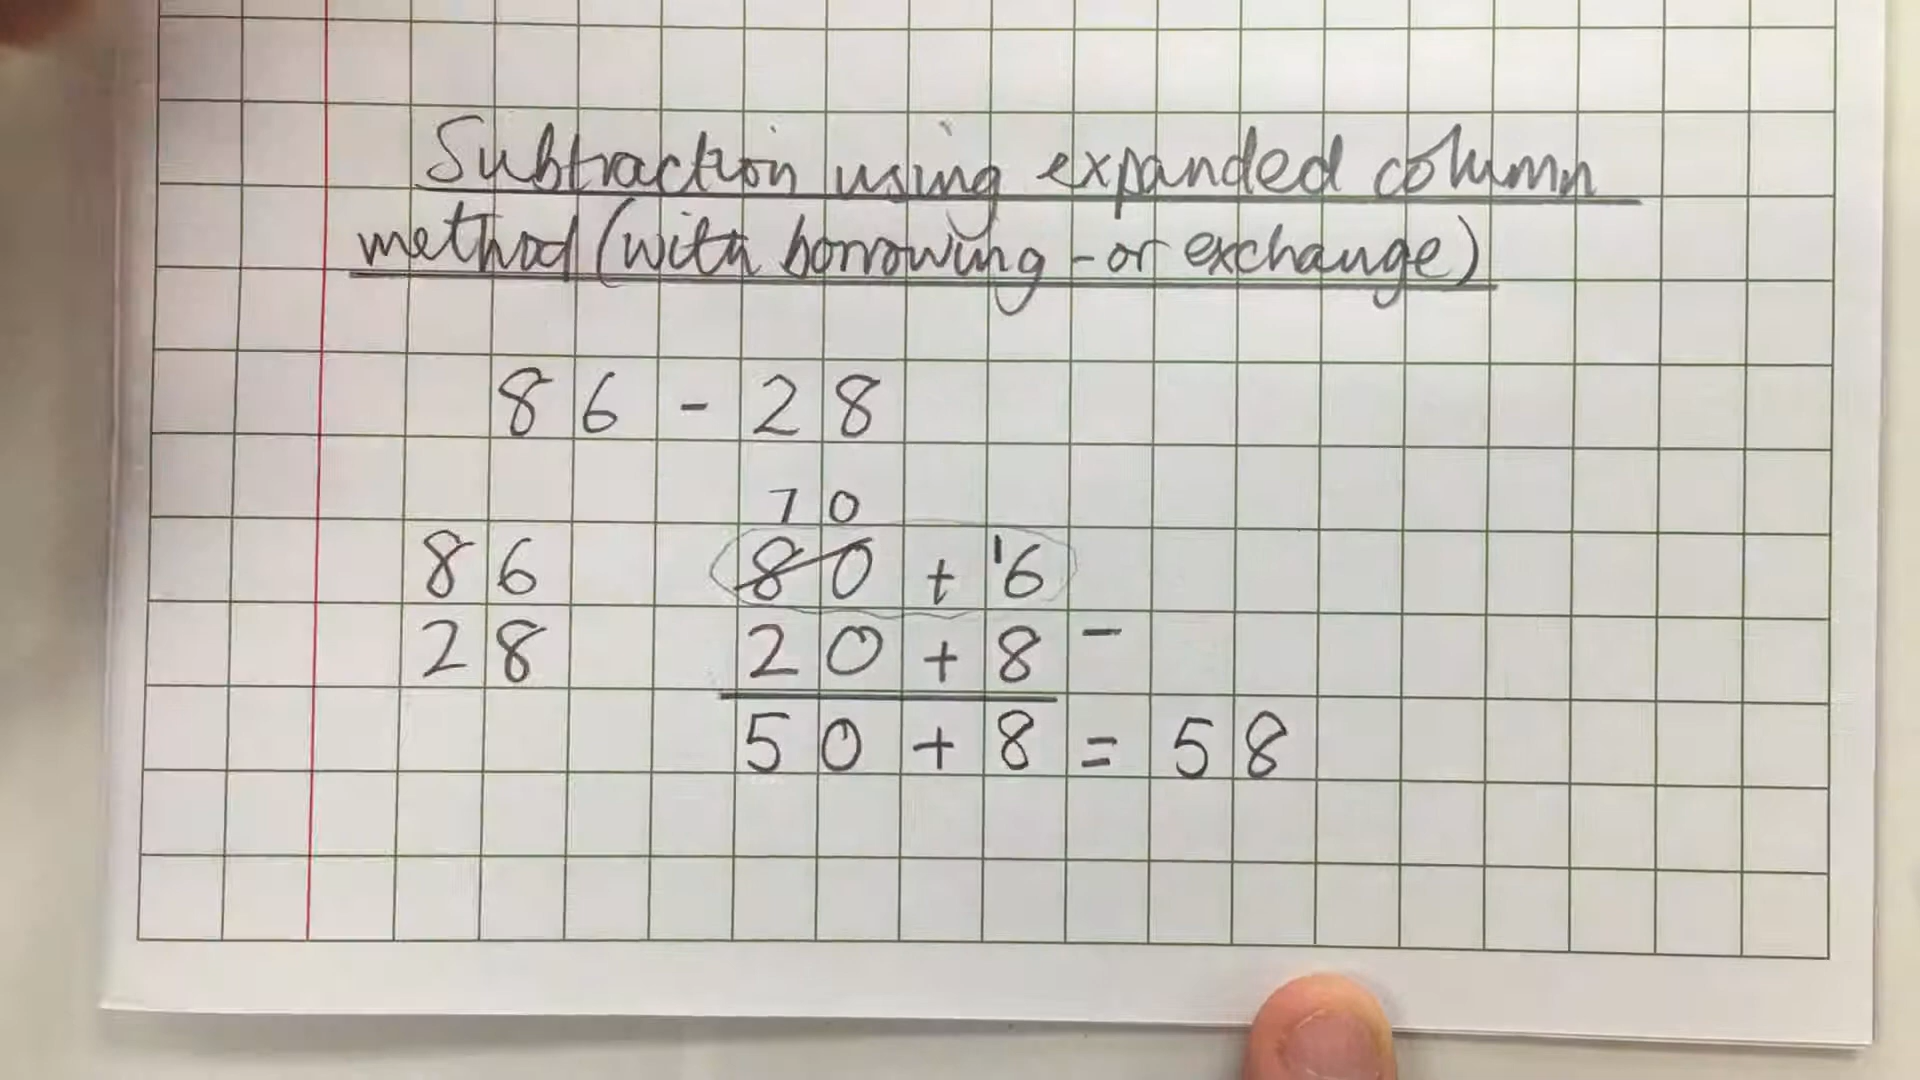 Subtraction using expanded column
method (with borrowing - or exchange)
86 - 28
70
86 80 + 16
28 20 + 8 -
50 + 8 = 58